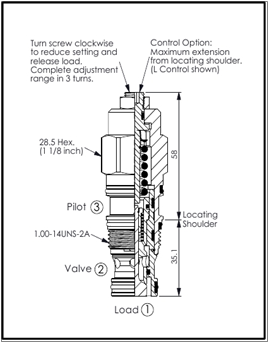 Turn screw clockwise
to reduce setting and
release load.
Complete adjustment
range in 3 turns.
Control Option:
Maximum extension
from locating shoulder.
(L Control shown)
28.5 Hex.
(1 1/8 inch)
58
Pilot 3
Locating
Shoulder
1.00-14UNS-2A
35.1
Valve 2
Load 1